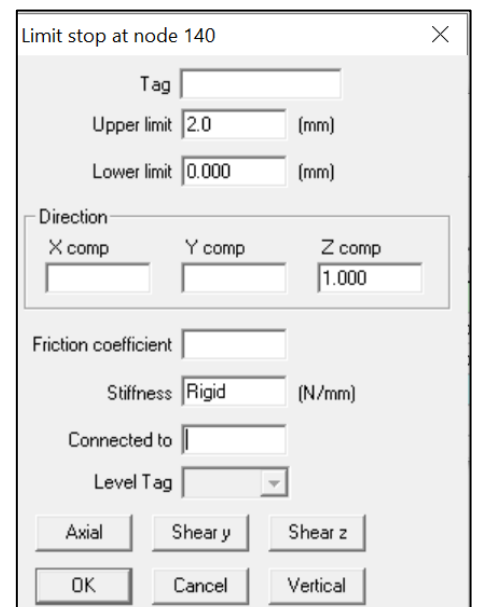 Limit stop at node 140
Tag
Upper limit 2.0 (mm)
Lower limit 0.000 (mm)
Direction
X comp Y comp Z comp
1.000
Friction coefficient
Stiffness Rigid (N/mm)
Connected to
Level Tag
Axial Shear y Shear z
OK Cancel Vertical